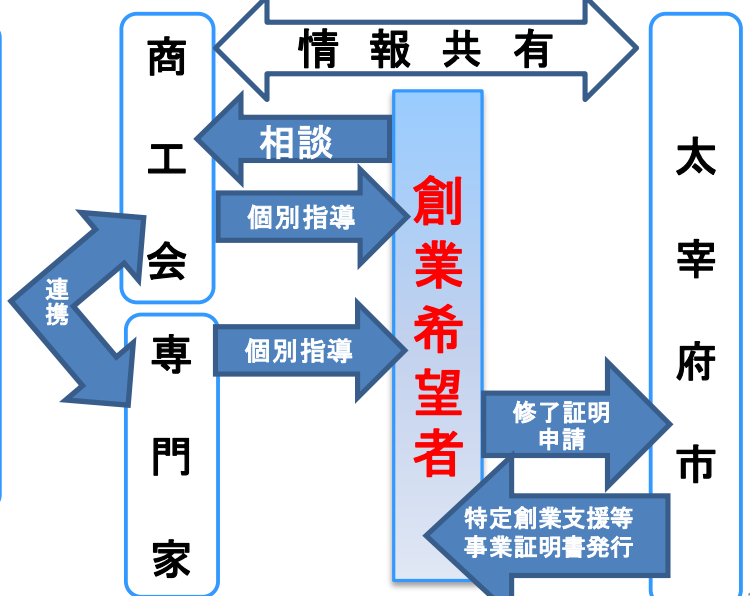 情報共有
商工会
相談
個別指導
連携
専門家
個別指導
創業希望者
修了証明
申請
特定創業支援等
事業証明書発行
太宰府市